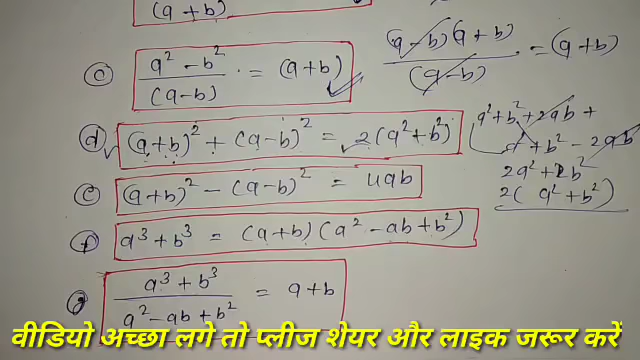 (a+b)
(c) a² - b² / (a-b) = (a+b)
(a-b)(a+b) / (a-b) = (a+b)
(d) (a+b)² + (a-b)² = 2(a²+b²)
a²+b²+2ab+
a²+b²-2ab
2a²+2b²
2(a²+b²)
(e) (a+b)² - (a-b)² = 4ab
(f) a³+b³ = (a+b)(a²-ab+b²)
(g) a³+b³ / a²-ab+b² = a+b
वीडियो अच्छा लगे तो प्लीज शेयर और लाइक जरूर करें